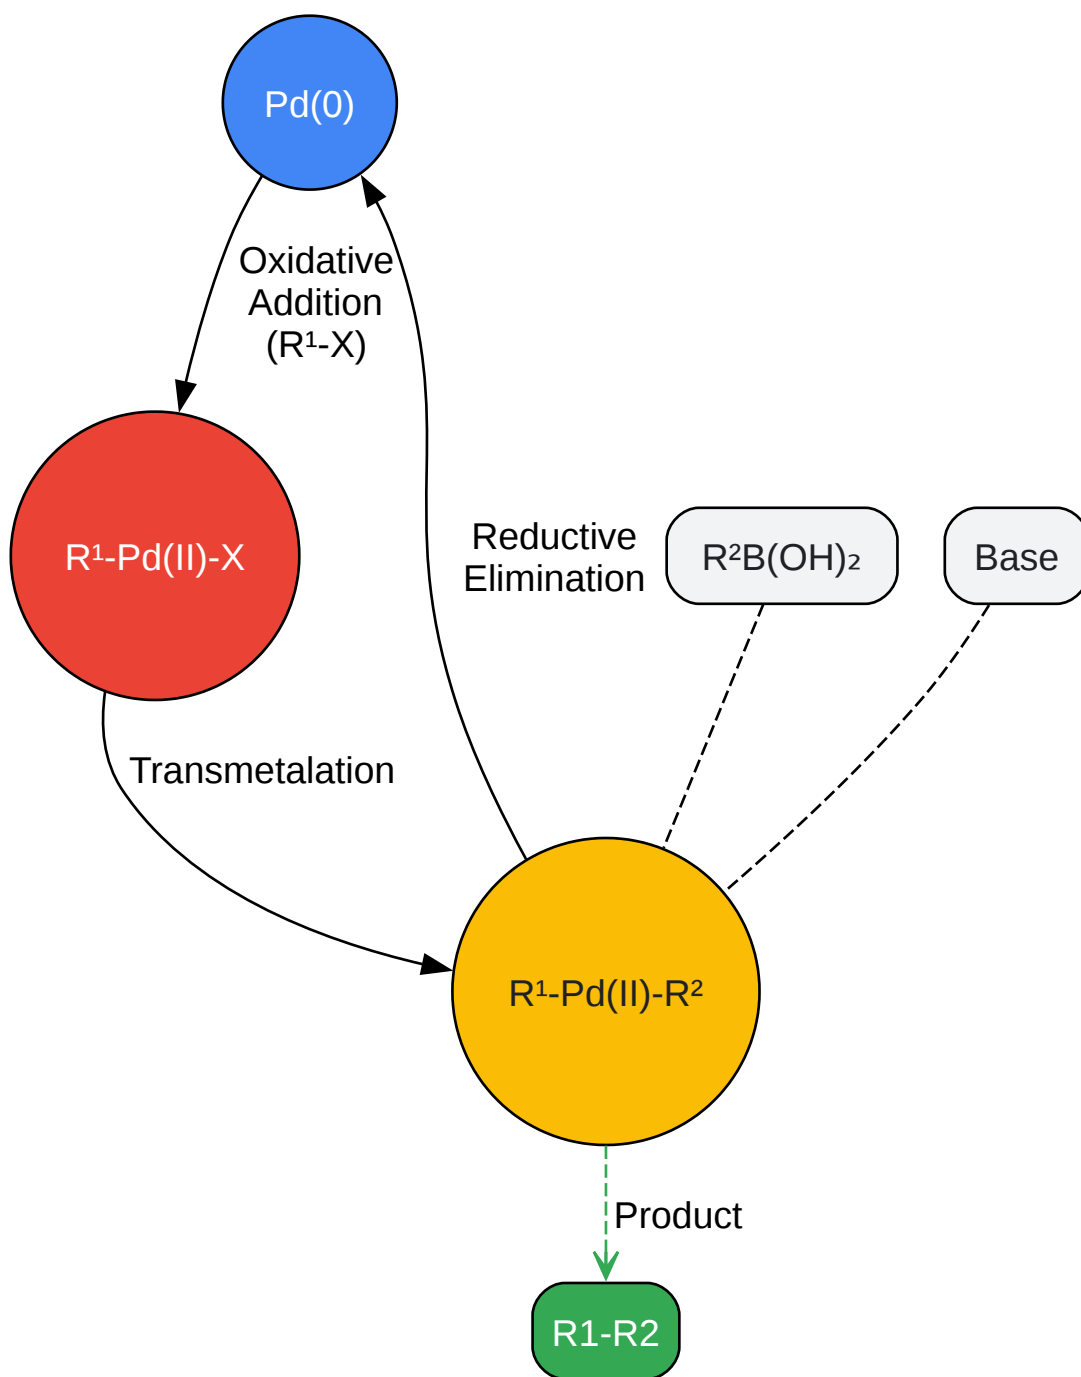 Pd(0)
Oxidative
Addition
(R¹-X)
R¹-Pd(II)-X
Reductive
Elimination
R²B(OH)₂
Base
Transmetalation
R¹-Pd(II)-R²
Product
R1-R2